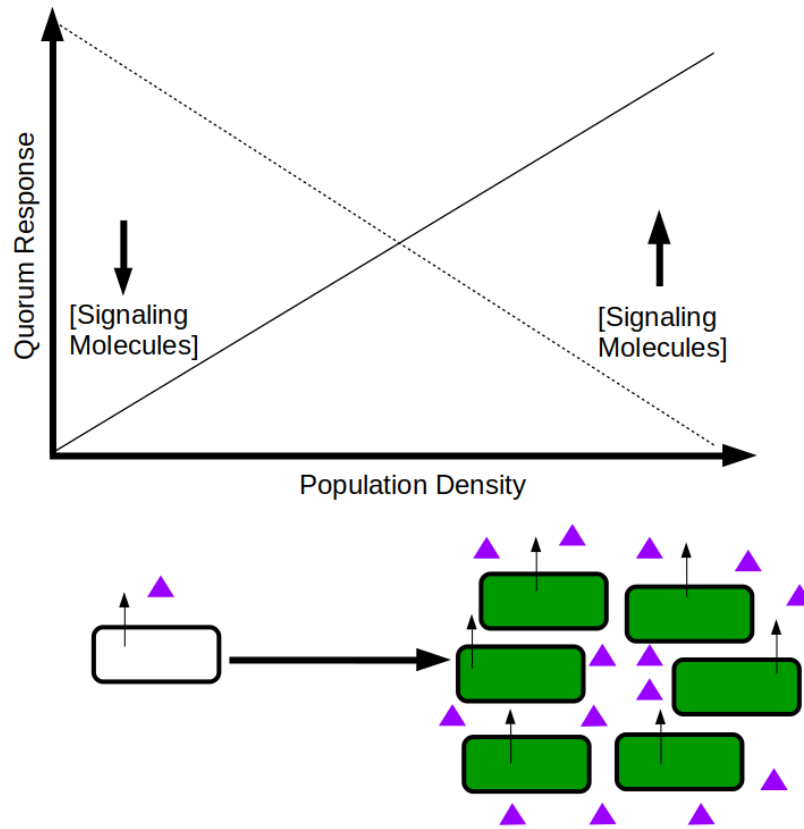 Quorum Response
[Signaling
Molecules]
[Signaling
Molecules]
Population Density